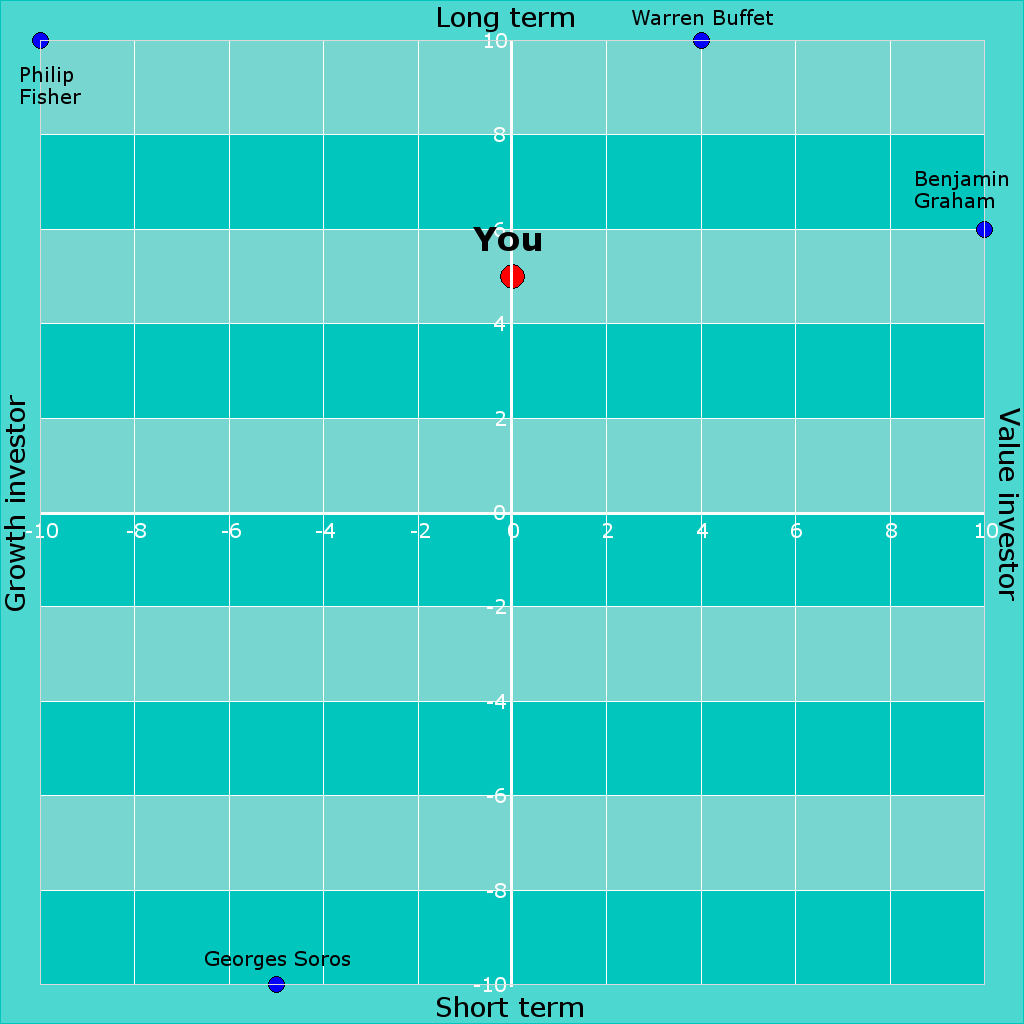 Long term
Warren Buffet
10
Philip
Fisher
8
Benjamin
Graham
6
You
4
2
Growth investor
Value investor
0
-10 -6 -4 -2 0 2 4 6 8 10
-8
-2
-4
-6
-8
Georges Soros
-10
Short term